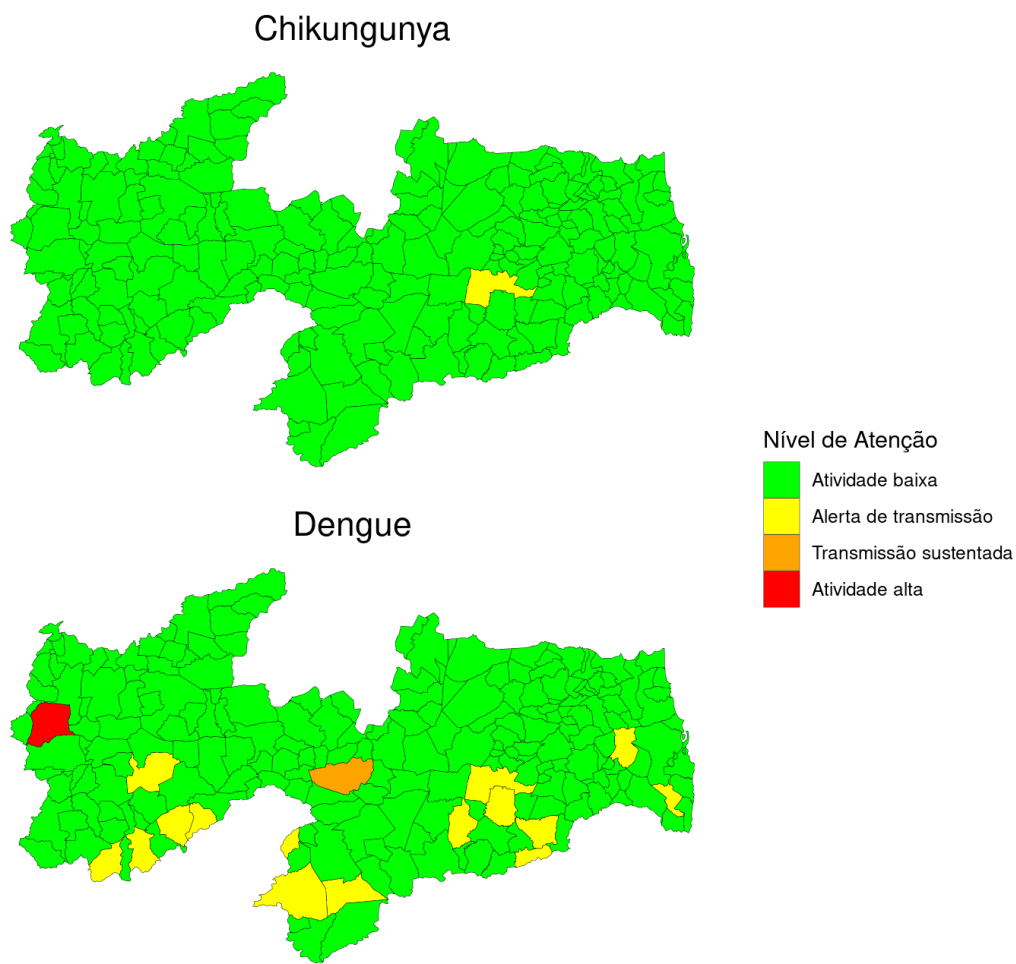 Chikungunya
Nível de Atenção
Atividade baixa
Alerta de transmissão
Transmissão sustentada
Atividade alta
Dengue